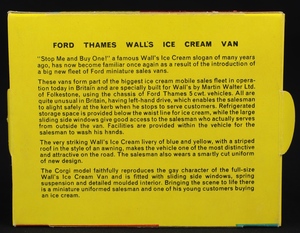 FORD THAMES WALL'S ICE CREAM VAN
"Stop Me and Buy One!" a famous Wall's Ice Cream slogan of many years
ago, has now become familiar once again as a result of the introduction of
a big new fleet of Ford miniature sales vans.
These vans form part of the biggest ice cream mobile sales fleet in opera-
tion today in Britain and are specially built for Wall's by Martin Walter Ltd.
of Folkestone, using the chassis of Ford Thames 5 cwt. vehicles. All are
quite unusual in Britain, having left-hand drive, which enables the salesman
to alight safely at the kerb when he stops to serve customers. Refrigerated
storage space is provided below the waist line for ice cream, while the large
sliding side windows give good access to the salesman who actually serves
from outside the van. Facilities are provided within the vehicle for the
salesman to wash his hands.
The very striking Wall's Ice Cream livery of blue and yellow, with a striped
roof in the style of an awning, makes the vehicle one of the most distinctive
and attractive on the road. The salesman also wears a smartly cut uniform
of new design.
The Corgi model faithfully reproduces the gay character of the full-size
Wall's Ice Cream Van and is fitted with sliding side windows, spring
suspension and detailed moulded interior. Bringing the scene to life there
is a miniature uniformed salesman and one of his young customers buying
an ice cream.